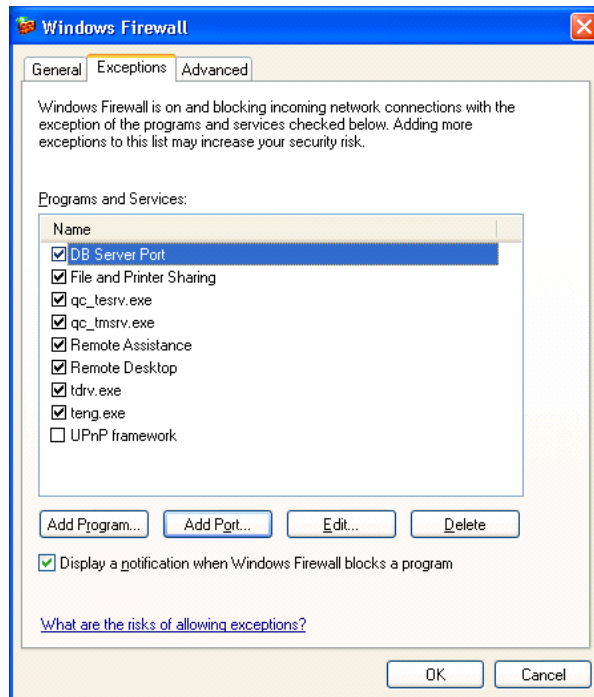 Windows Firewall
General Exceptions Advanced
Windows Firewall is on and blocking incoming network connections with the
exception of the programs and services checked below. Adding more
exceptions to this list may increase your security risk.
Programs and Services:
Name
DB Server Port
File and Printer Sharing
qc_tesrv.exe
qc_tmsrv.exe
Remote Assistance
Remote Desktop
tdrv.exe
teng.exe
UPnP framework
Add Program... Add Port... Edit... Delete
Display a notification when Windows Firewall blocks a program
What are the risks of allowing exceptions?
OK Cancel